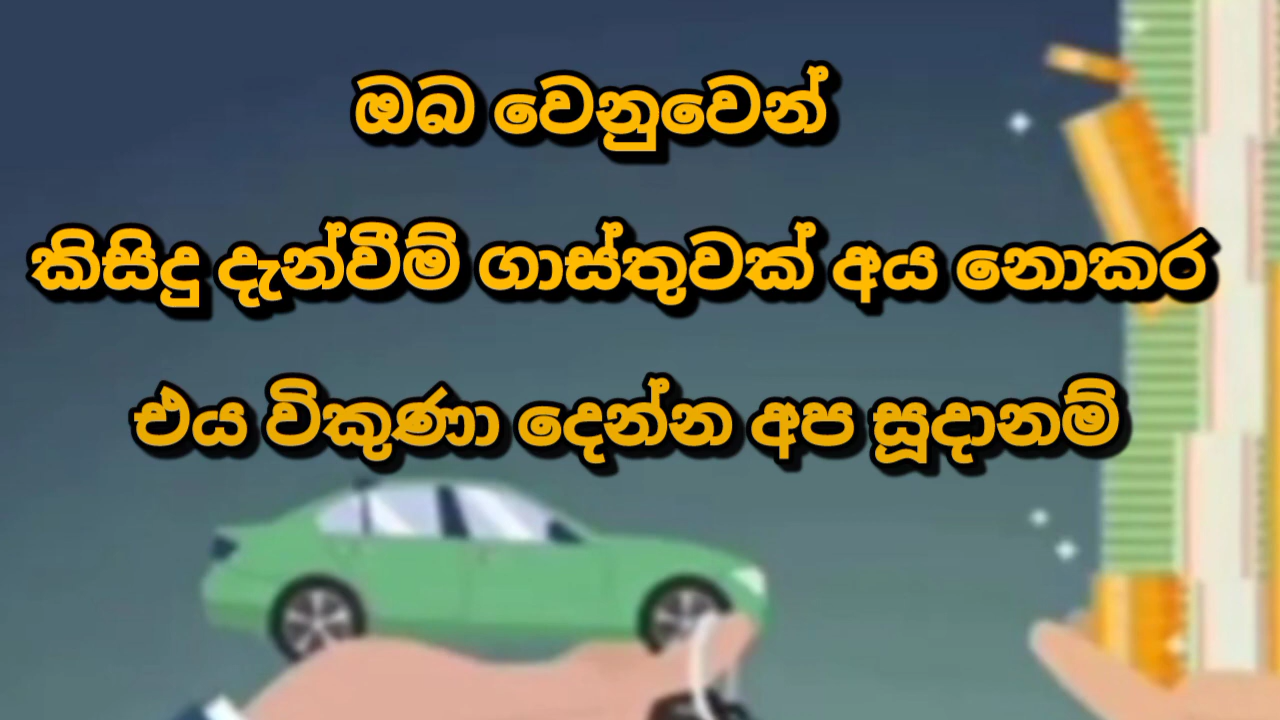 ඔබ වෙනුවෙන්
කිසිදු දැන්වීම් ගාස්තුවක් අය නොකර
එය විකුණා දෙන්න අප සූදානම්